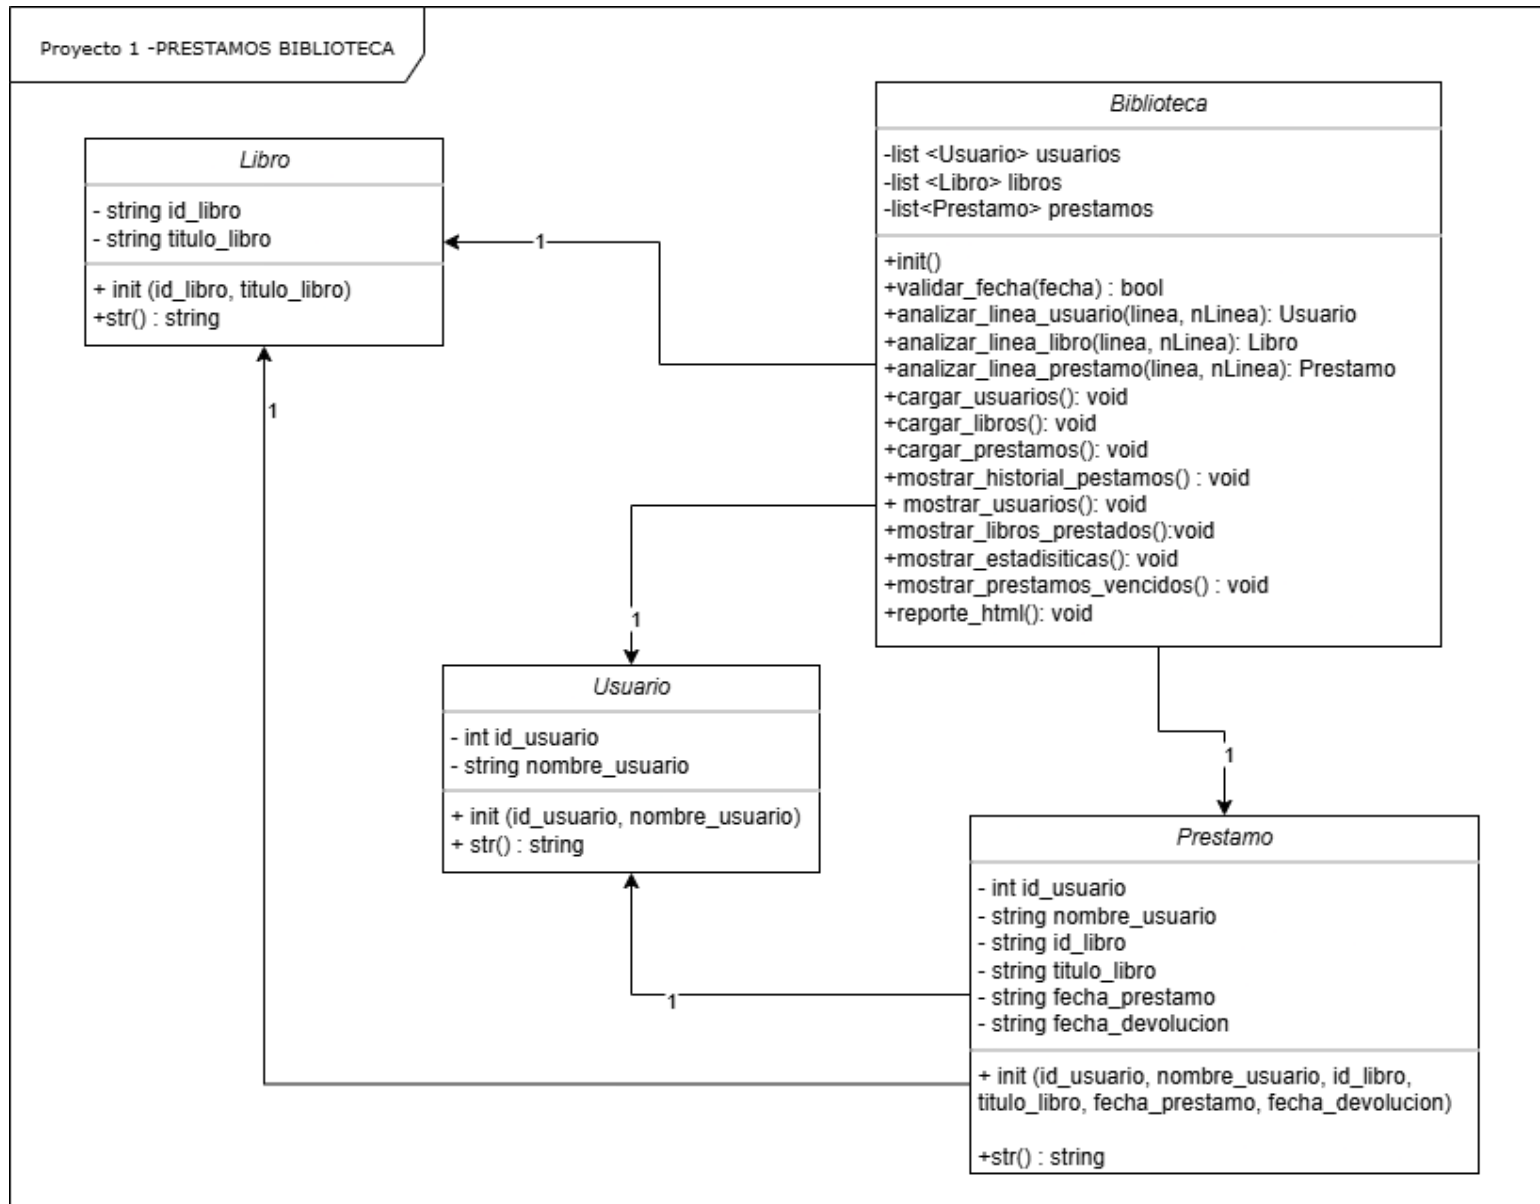 Proyecto 1 -PRESTAMOS BIBLIOTECA
Libro
- string id_libro
- string titulo_libro
+ init (id_libro, titulo_libro)
+str() : string
Biblioteca
-list <Usuario> usuarios
-list <Libro> libros
-list<Prestamo> prestamos
+init()
+validar_fecha(fecha) : bool
+analizar_linea_usuario(linea, nLinea): Usuario
+analizar_linea_libro(linea, nLinea): Libro
+analizar_linea_prestamo(linea, nLinea): Prestamo
+cargar_usuarios(): void
+cargar_libros(): void
+cargar_prestamos(): void
+mostrar_historial_pestamos() : void
+ mostrar_usuarios(): void
+mostrar_libros_prestados():void
+mostrar_estadisiticas(): void
+mostrar_prestamos_vencidos() : void
+reporte_html(): void
1
1
1
Usuario
- int id_usuario
- string nombre_usuario
+ init (id_usuario, nombre_usuario)
+ str() : string
1
Prestamo
- int id_usuario
- string nombre_usuario
- string id_libro
- string titulo_libro
- string fecha_prestamo
- string fecha_devolucion
+ init (id_usuario, nombre_usuario, id_libro,
titulo_libro, fecha_prestamo, fecha_devolucion)
+str() : string
1